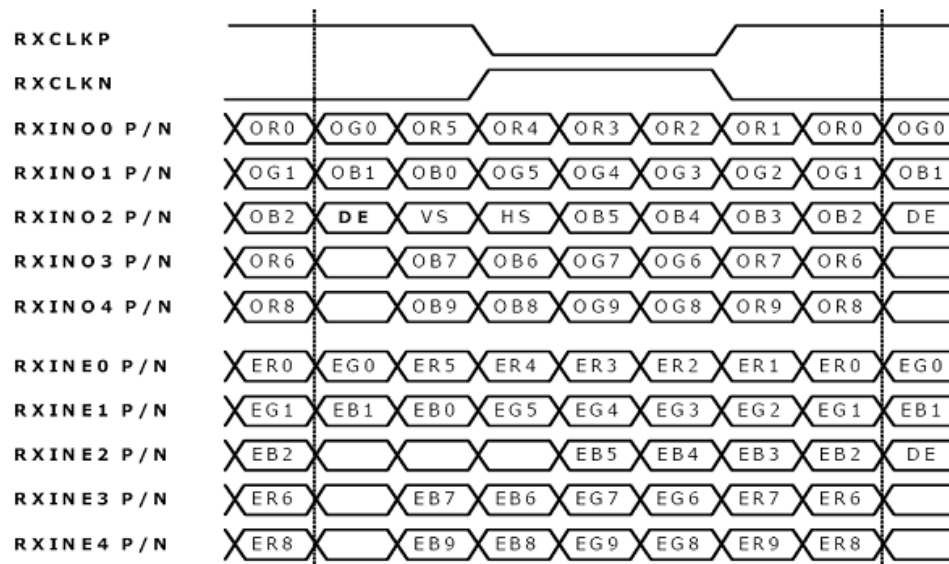 RXCLKP
RXCLKN
RXINO0 P/N OR0 OG0 OR5 OR4 OR3 OR2 OR1 OR0 OG0
RXINO1 P/N OG1 OB1 OB0 OG5 OG4 OG3 OG2 OG1 OB1
RXINO2 P/N OB2 DE VS HS OB5 OB4 OB3 OB2 DE
RXINO3 P/N OR6 OB7 OB6 OG7 OG6 OR7 OR6
RXINO4 P/N OR8 OB9 OB8 OG9 OG8 OR9 OR8
RXINE0 P/N ER0 EG0 ER5 ER4 ER3 ER2 ER1 ER0 EG0
RXINE1 P/N EG1 EB1 EB0 EG5 EG4 EG3 EG2 EG1 EB1
RXINE2 P/N EB2 EB5 EB4 EB3 EB2 DE
RXINE3 P/N ER6 EB7 EB6 EG7 EG6 ER7 ER6
RXINE4 P/N ER8 EB9 EB8 EG9 EG8 ER9 ER8